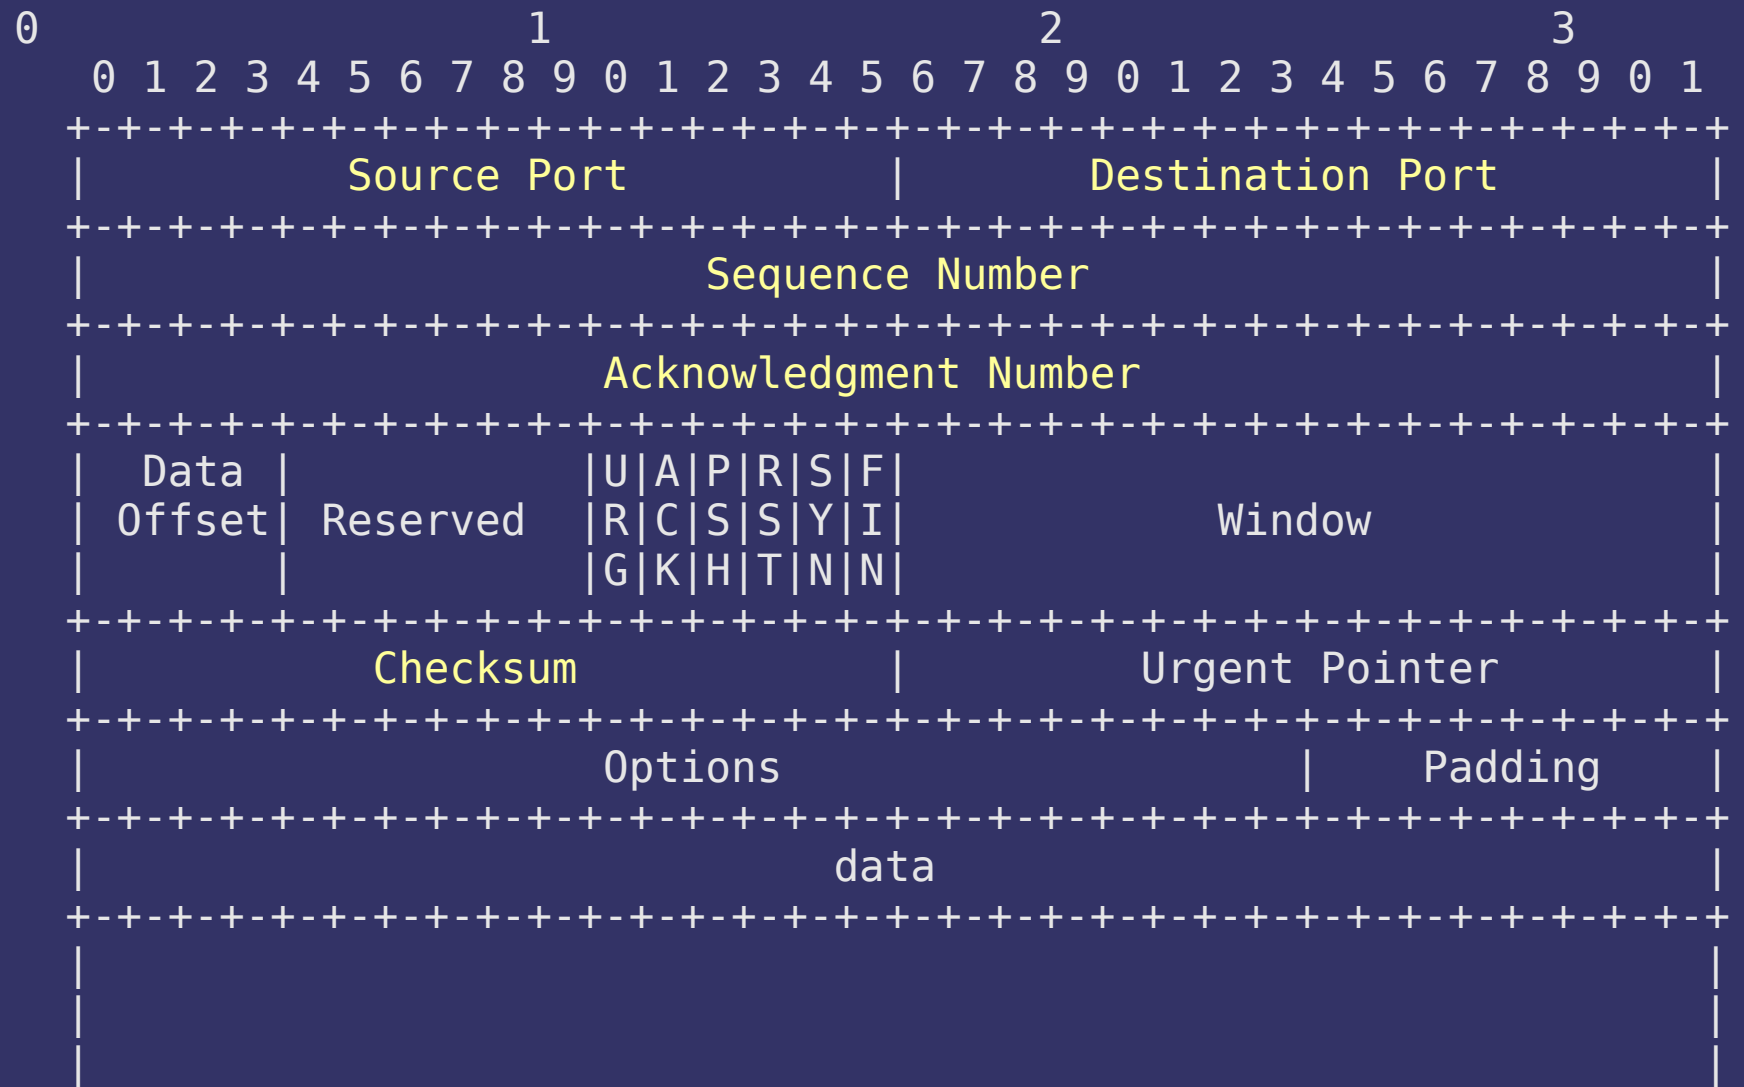 0                   1                   2                   3
   0 1 2 3 4 5 6 7 8 9 0 1 2 3 4 5 6 7 8 9 0 1 2 3 4 5 6 7 8 9 0 1
  +-+-+-+-+-+-+-+-+-+-+-+-+-+-+-+-+-+-+-+-+-+-+-+-+-+-+-+-+-+-+-+-+
  |          Source Port          |       Destination Port        |
  +-+-+-+-+-+-+-+-+-+-+-+-+-+-+-+-+-+-+-+-+-+-+-+-+-+-+-+-+-+-+-+-+
  |                        Sequence Number                        |
  +-+-+-+-+-+-+-+-+-+-+-+-+-+-+-+-+-+-+-+-+-+-+-+-+-+-+-+-+-+-+-+-+
  |                    Acknowledgment Number                      |
  +-+-+-+-+-+-+-+-+-+-+-+-+-+-+-+-+-+-+-+-+-+-+-+-+-+-+-+-+-+-+-+-+
  |  Data |           |U|A|P|R|S|F|                               |
  | Offset| Reserved  |R|C|S|S|Y|I|            Window             |
  |       |           |G|K|H|T|N|N|                               |
  +-+-+-+-+-+-+-+-+-+-+-+-+-+-+-+-+-+-+-+-+-+-+-+-+-+-+-+-+-+-+-+-+
  |           Checksum            |         Urgent Pointer        |
  +-+-+-+-+-+-+-+-+-+-+-+-+-+-+-+-+-+-+-+-+-+-+-+-+-+-+-+-+-+-+-+-+
  |                    Options                    |    Padding    |
  +-+-+-+-+-+-+-+-+-+-+-+-+-+-+-+-+-+-+-+-+-+-+-+-+-+-+-+-+-+-+-+-+
  |                             data                              |
  +-+-+-+-+-+-+-+-+-+-+-+-+-+-+-+-+-+-+-+-+-+-+-+-+-+-+-+-+-+-+-+-+
  |                                                               |
  |                                                               |
  |                                                               |